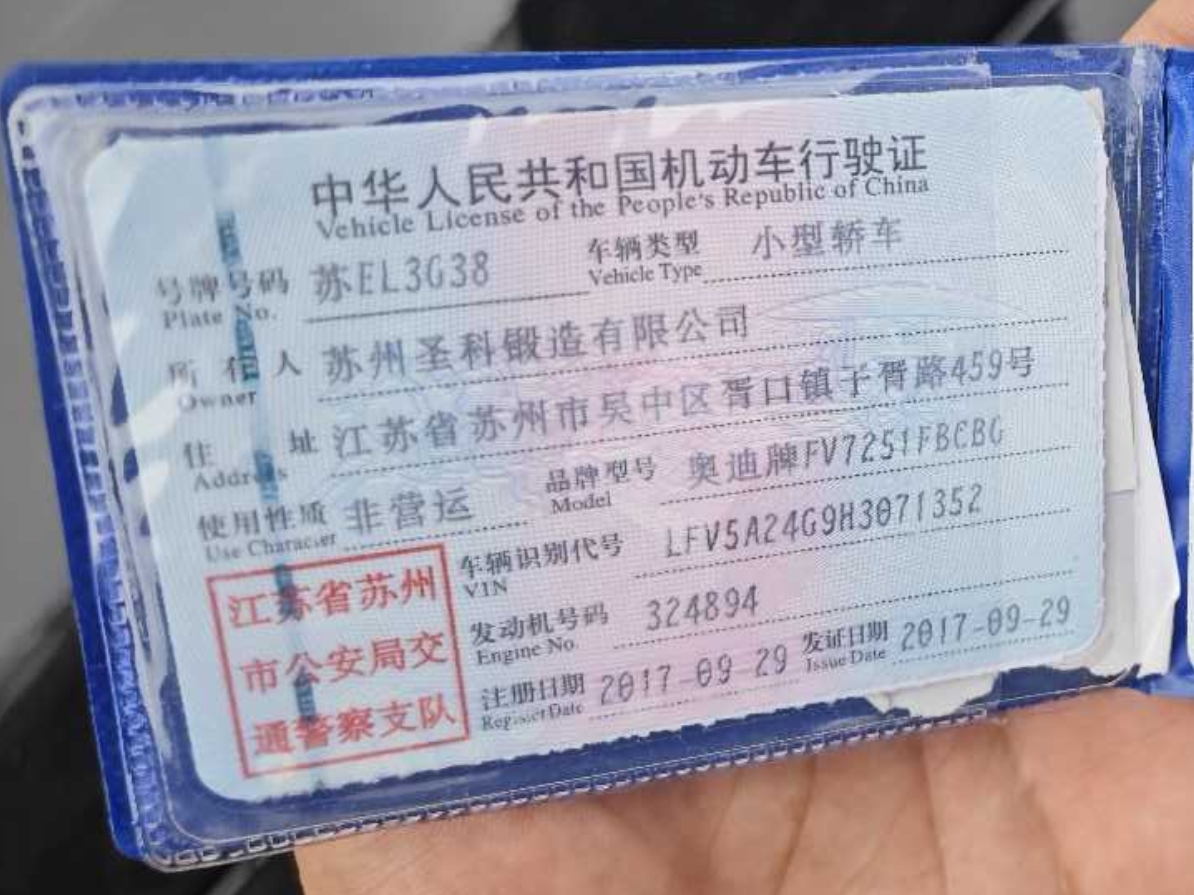 中华人民共和国机动车行驶证
Vehicle License of the People's Republic of China
号牌号码 苏EL3G38 车辆类型 小型轿车
Plate No. Vehicle Type
所有人 苏州圣科锻造有限公司
Owner
住址 江苏省苏州市吴中区胥口镇子胥路459号
Address
使用性质 非营运 品牌型号 奥迪牌FV7251FBCBG
Use Character Model
车辆识别代号 LFV5A24G9H3071352
VIN
发动机号码 324894
Engine No.
注册日期 2017-09-29 发证日期 2017-09-29
Register Date Issue Date
江苏省苏州
市公安局交
通警察支队